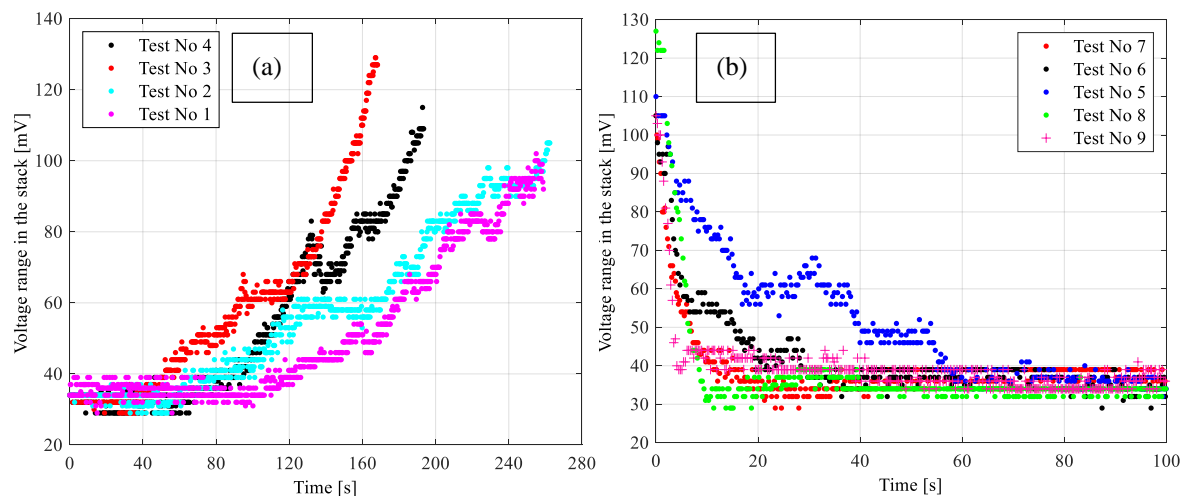 140
120
100
80
60
40
20
Voltage range in the stack [mV]
Test No 4
Test No 3
Test No 2
Test No 1
(a)
0 40 80 120 160 200 240 280
Time [s]
130
120
110
100
90
80
70
60
50
40
30
20
Voltage range in the stack [mV]
(b)
Test No 7
Test No 6
Test No 5
Test No 8
Test No 9
0 20 40 60 80 100
Time [s]